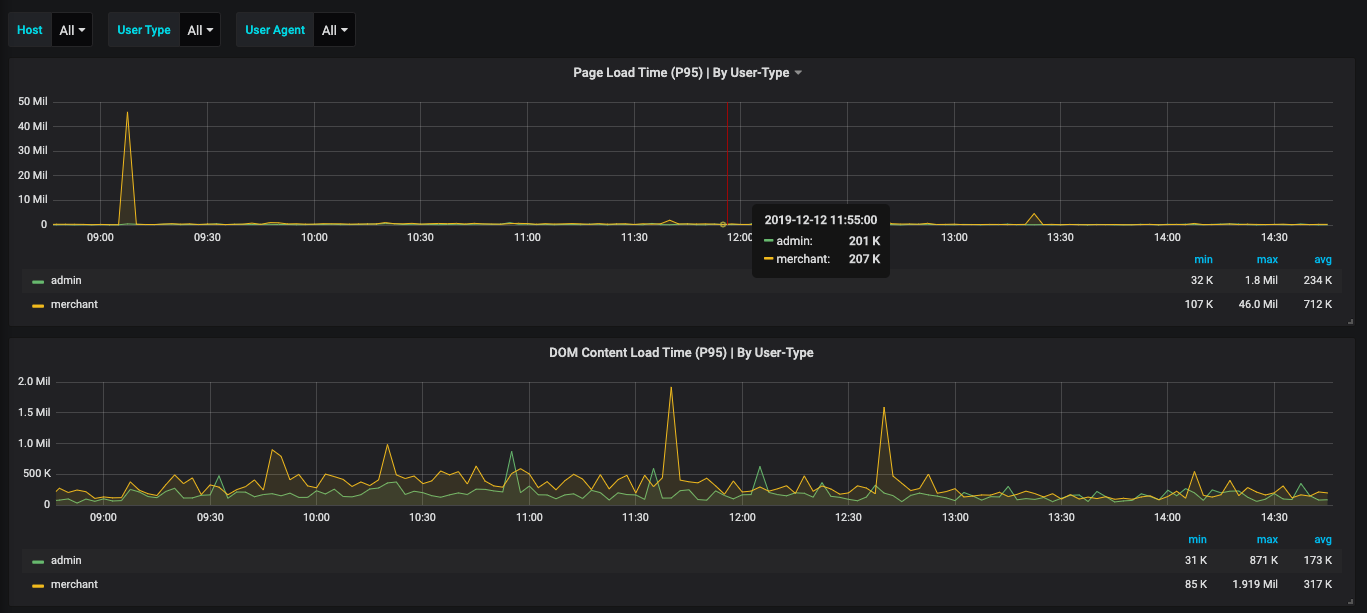 Host All User Type All User Agent All
Page Load Time (P95) | By User-Type
50 Mil
40 Mil
30 Mil
20 Mil
10 Mil
0
09:00 09:30 10:00 10:30 11:00 11:30 12:00 13:00 13:30 14:00 14:30
2019-12-12 11:55:00
admin: 201 K
merchant: 207 K
min max avg
admin 32 K 1.8 Mil 234 K
merchant 107 K 46.0 Mil 712 K
DOM Content Load Time (P95) | By User-Type
2.0 Mil
1.5 Mil
1.0 Mil
500 K
0
09:00 09:30 10:00 10:30 11:00 11:30 12:00 12:30 13:00 13:30 14:00 14:30
min max avg
admin 31 K 871 K 173 K
merchant 85 K 1.919 Mil 317 K